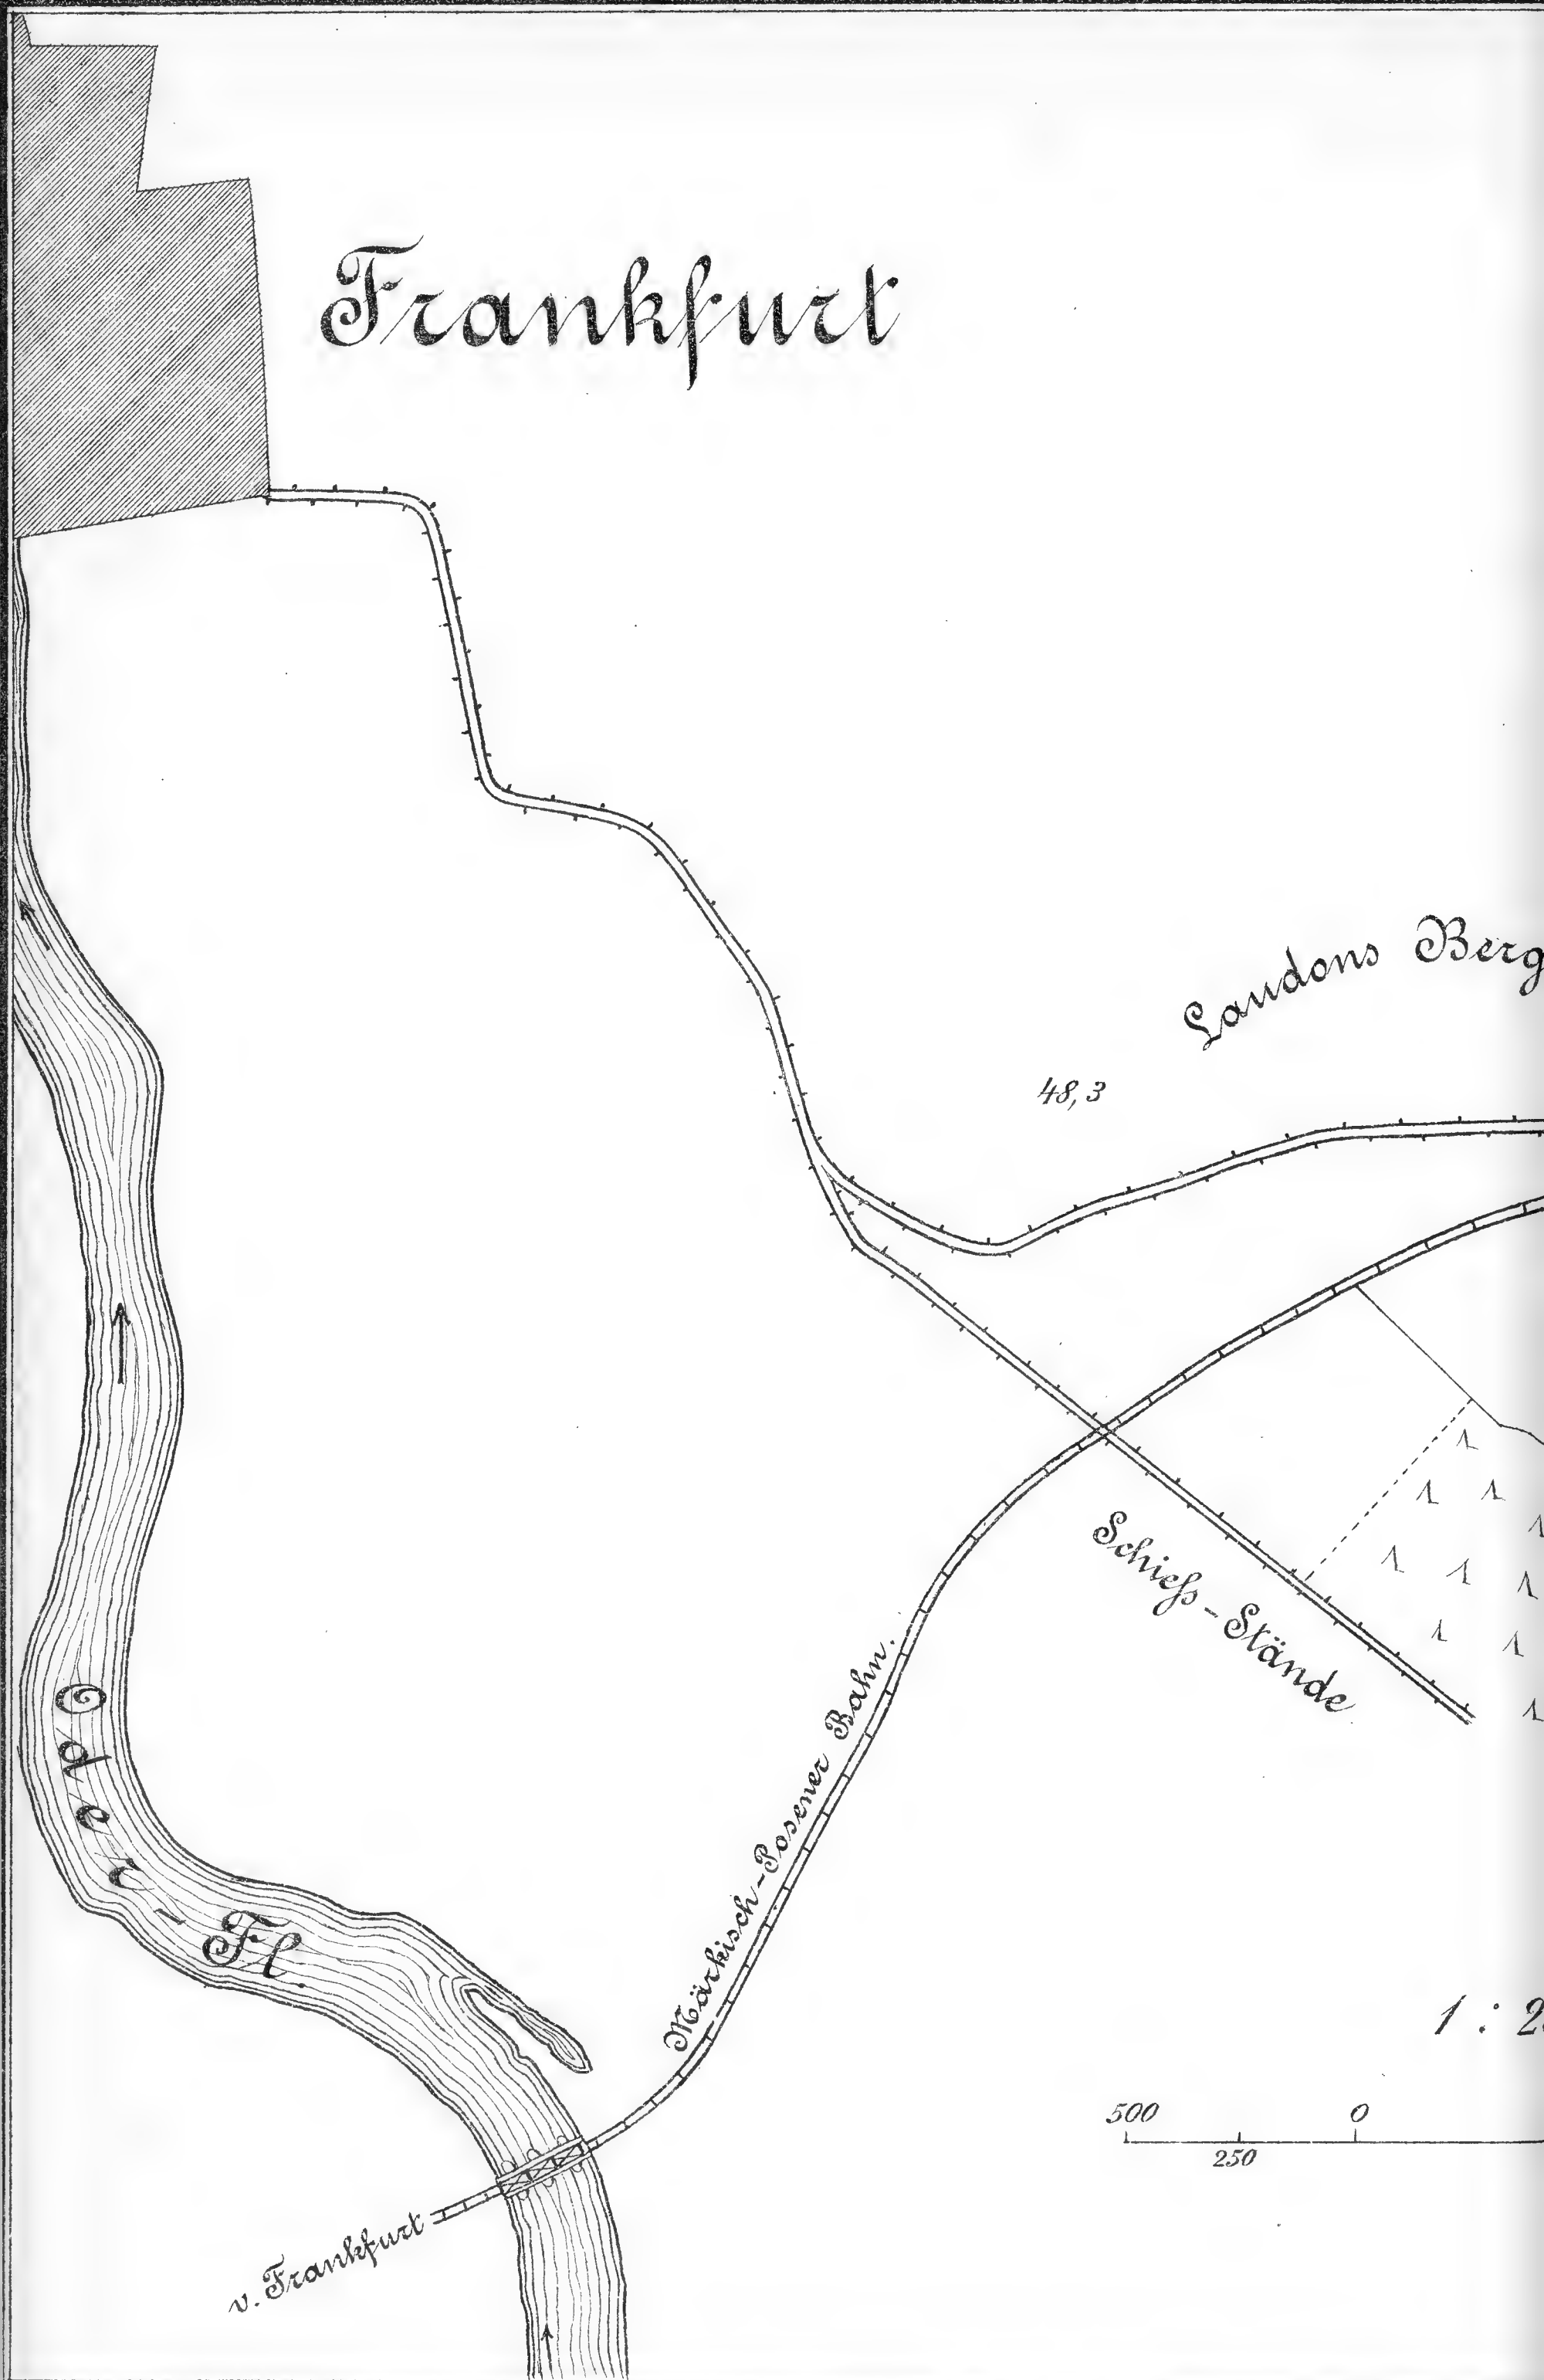 Frankfurt
Laudons Berg
48,3
Schieß-Stände
Märkisch-Posener Bahn.
Oder-Fl.
1:2
500 0
250
v. Frankfurt